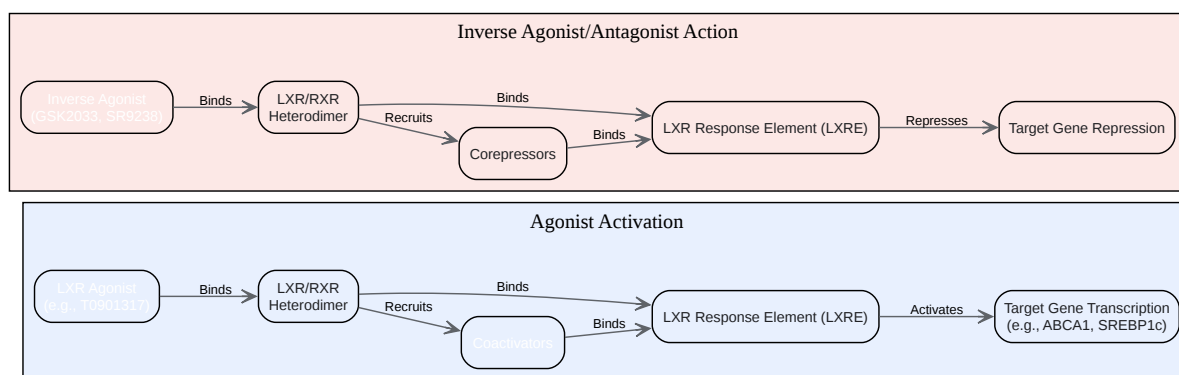 Inverse Agonist/Antagonist Action
Inverse Agonist
(GSK2033, SR9238)
Binds
LXR/RXR
Heterodimer
Binds
Recruits
Corepressors
Binds
LXR Response Element (LXRE)
Represses
Target Gene Repression
Agonist Activation
LXR Agonist
(e.g., T0901317)
Binds
LXR/RXR
Heterodimer
Binds
Recruits
Coactivators
Binds
LXR Response Element (LXRE)
Activates
Target Gene Transcription
(e.g., ABCA1, SREBP1c)